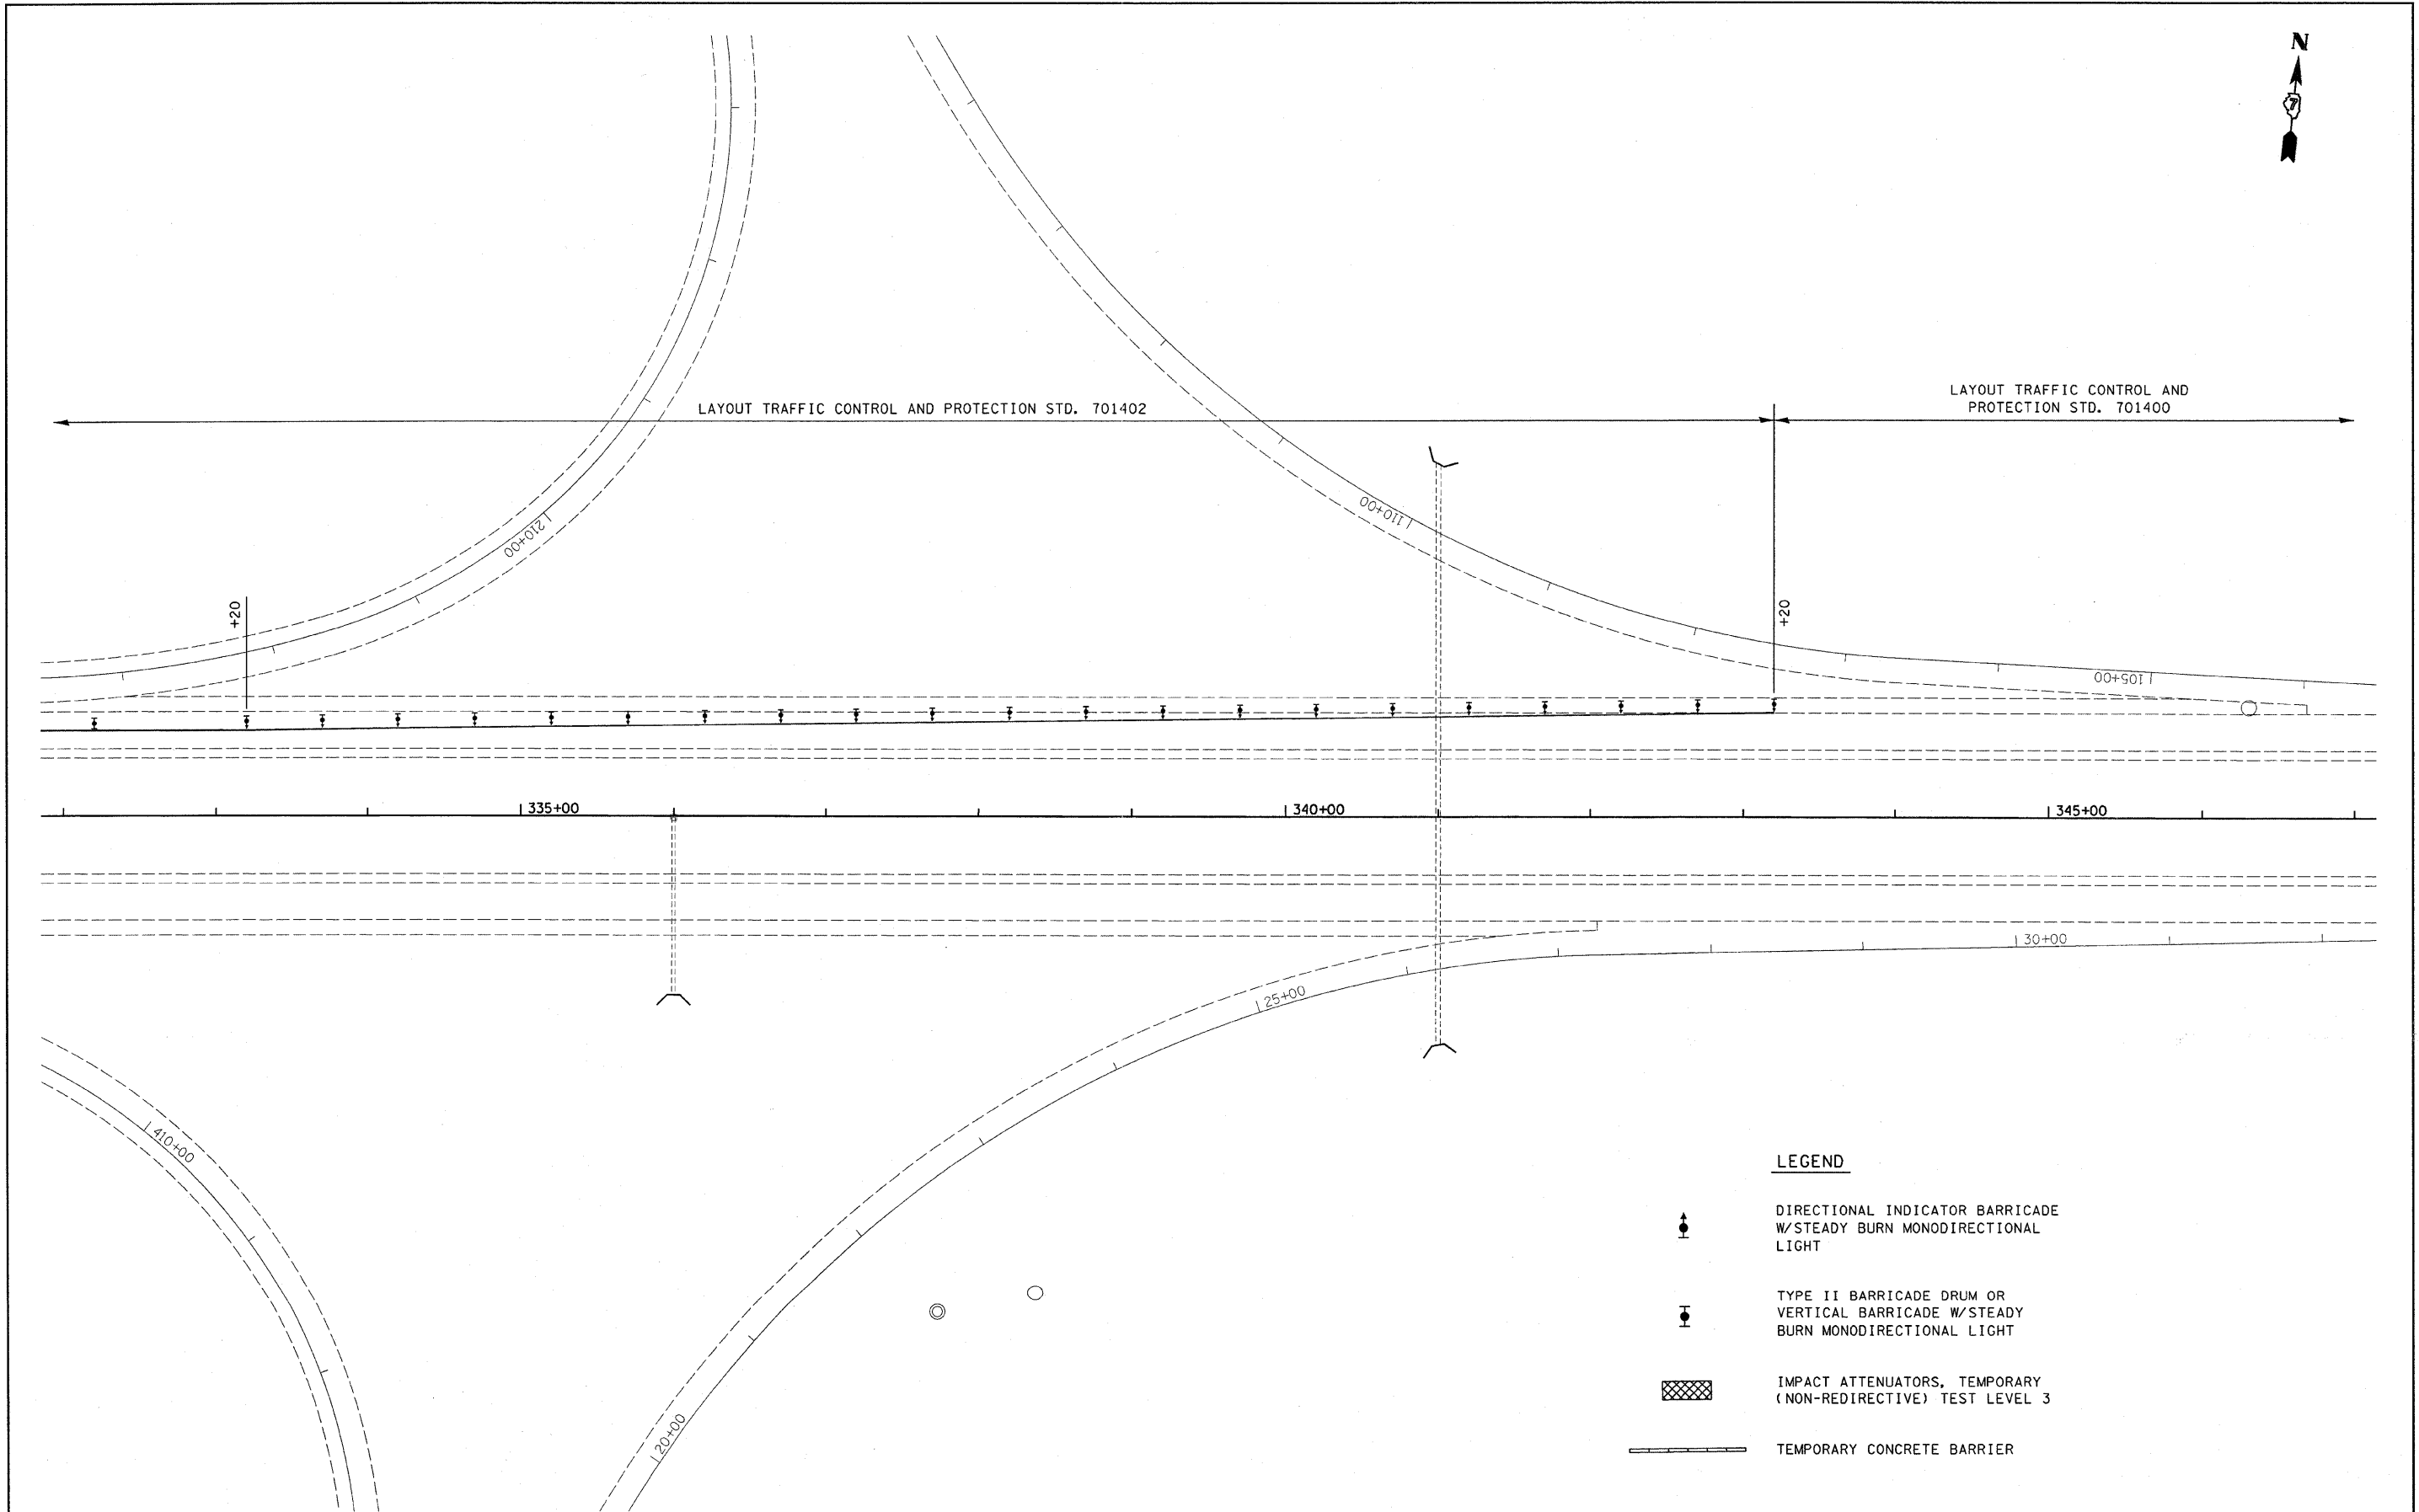 N
7
LAYOUT TRAFFIC CONTROL AND
PROTECTION STD. 701400
LAYOUT TRAFFIC CONTROL AND PROTECTION STD. 701402
110+00
210+00
+20
+20
105+00
335+00
340+00
345+00
30+00
25+00
410+00
20+00
LEGEND
DIRECTIONAL INDICATOR BARRICADE
W/STEADY BURN MONODIRECTIONAL
LIGHT
TYPE II BARRICADE DRUM OR
VERTICAL BARRICADE W/STEADY
BURN MONODIRECTIONAL LIGHT
IMPACT ATTENUATORS, TEMPORARY
(NON-REDIRECTIVE) TEST LEVEL 3
TEMPORARY CONCRETE BARRIER